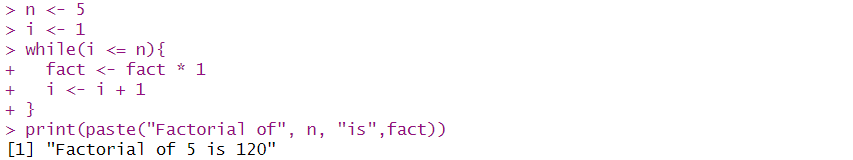 > n <- 5
> i <- 1
> while(i <= n){
+   fact <- fact * 1
+   i <- i + 1
+ }
> print(paste("Factorial of", n, "is",fact))
[1] "Factorial of 5 is 120"